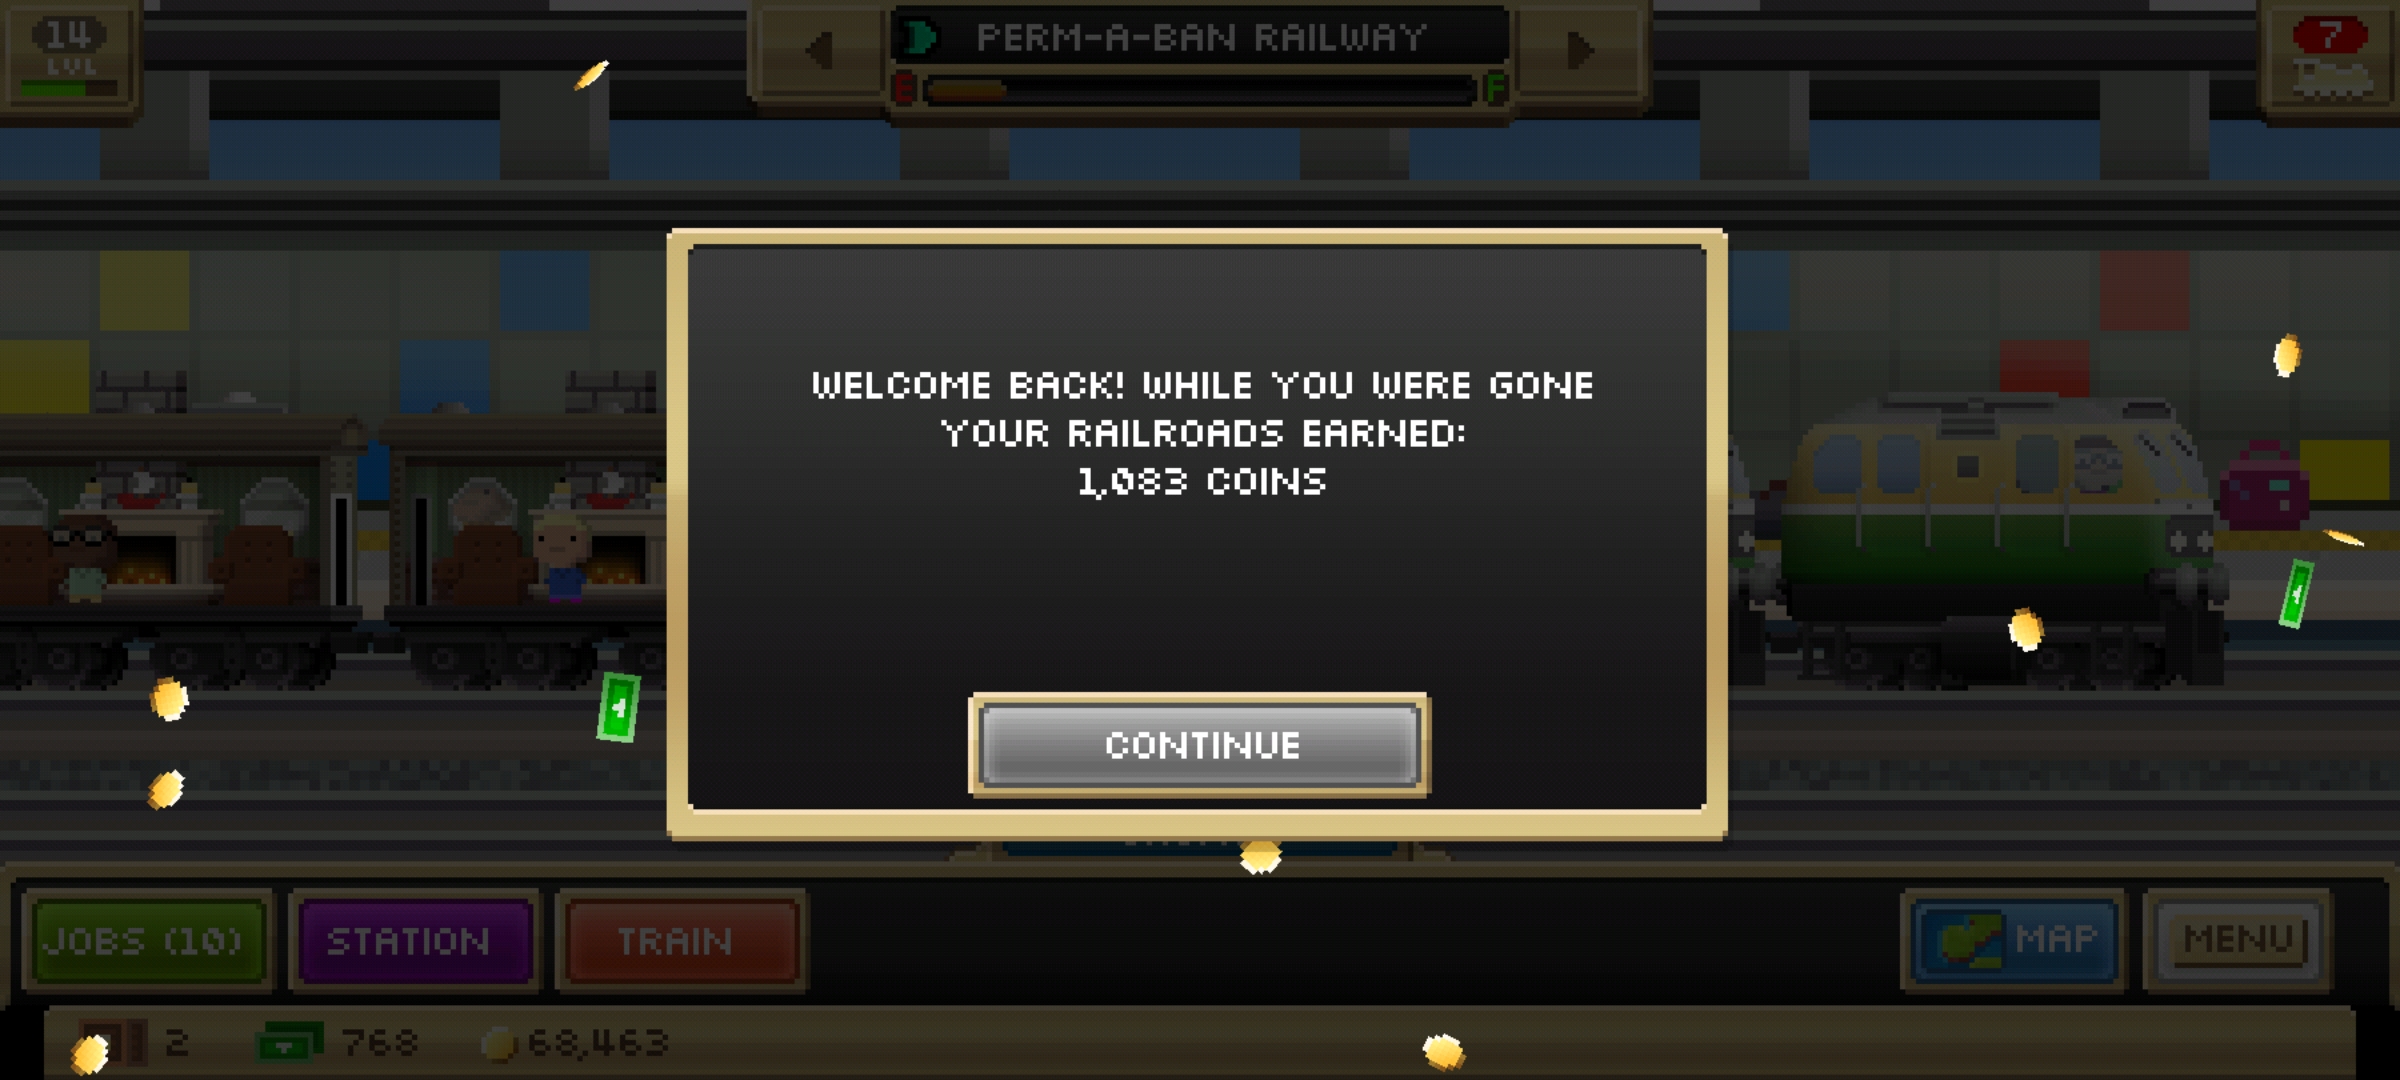 14
LVL
PERM-A-BAN RAILWAY
E
F
7
WELCOME BACK! WHILE YOU WERE GONE
YOUR RAILROADS EARNED:
1,083 COINS
CONTINUE
JOBS (10)
STATION
TRAIN
MAP
MENU
2
768
68,463